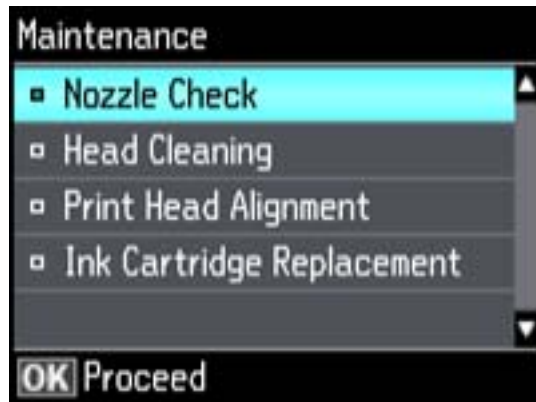 Maintenance
Nozzle Check
Head Cleaning
Print Head Alignment
Ink Cartridge Replacement
OK Proceed